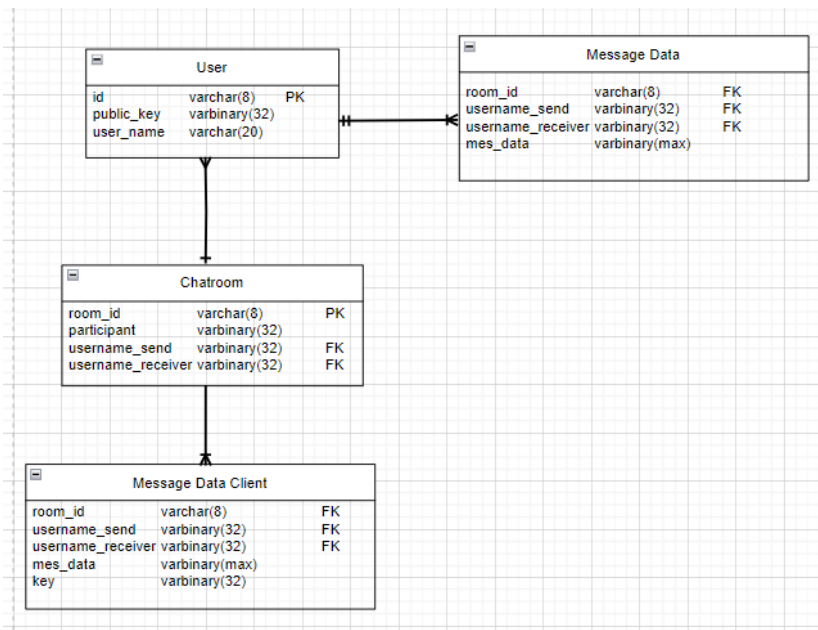 User
id varchar(8) PK
public_key varbinary(32)
user_name varchar(20)
Message Data
room_id varchar(8) FK
username_send varbinary(32) FK
username_receiver varbinary(32) FK
mes_data varbinary(max)
Chatroom
room_id varchar(8) PK
participant varbinary(32)
username_send varbinary(32) FK
username_receiver varbinary(32) FK
Message Data Client
room_id varchar(8) FK
username_send varbinary(32) FK
username_receiver varbinary(32) FK
mes_data varbinary(max)
key varbinary(32)